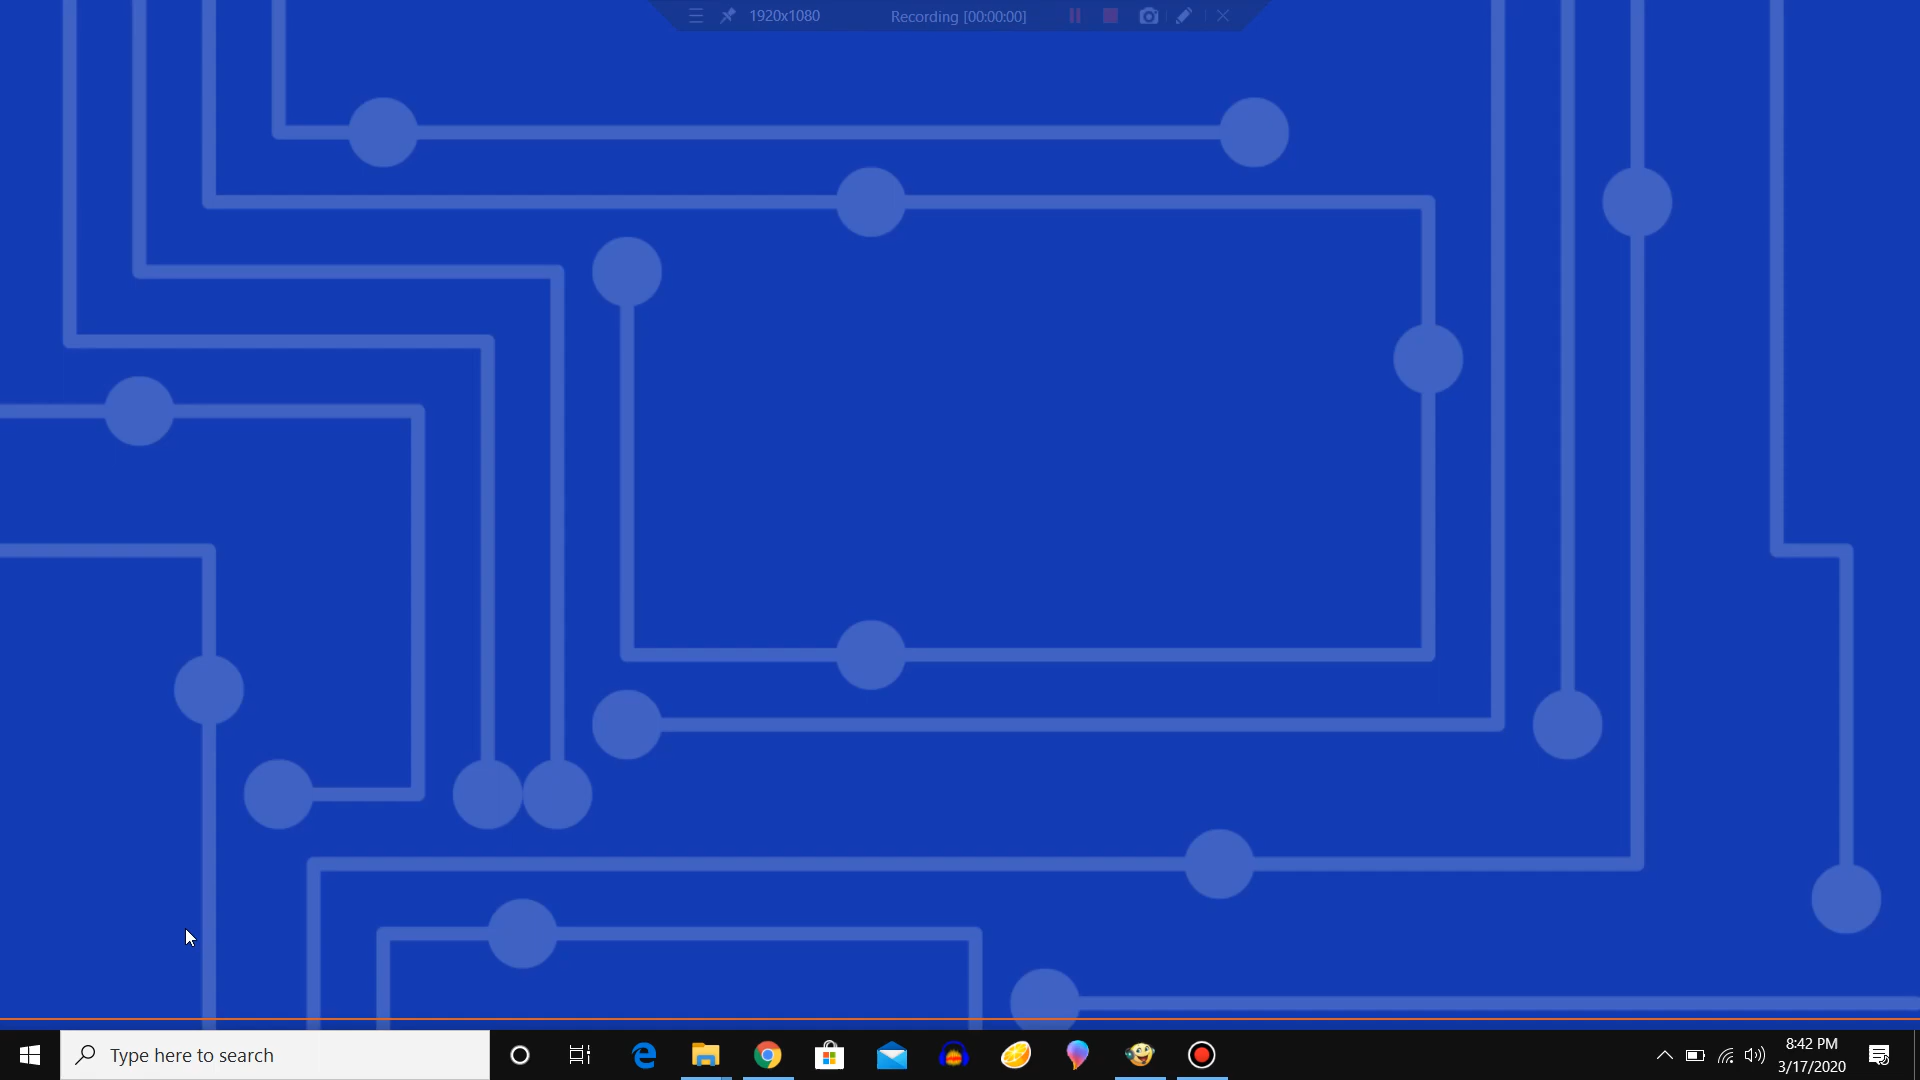 1920x1080 Recording [00:00:00]
Type here to search
8:42 PM
3/17/2020